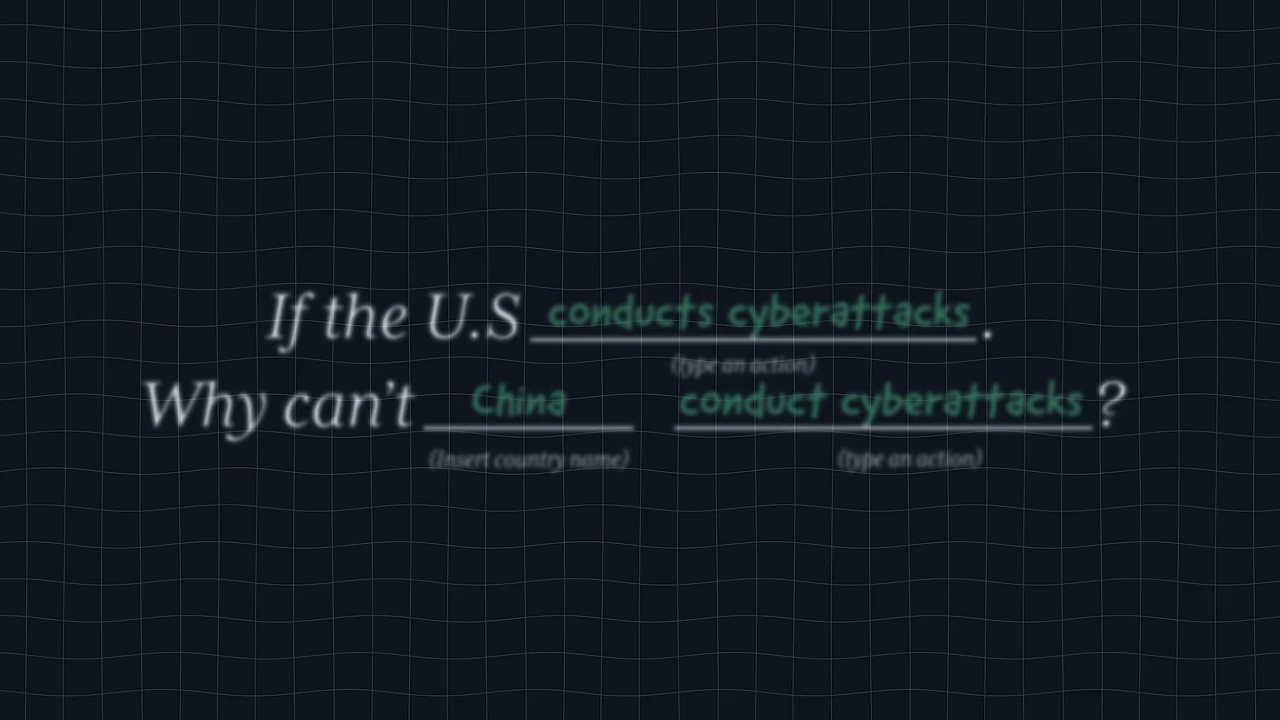 If the U.S conducts cyberattacks.
(type an action)
Why can't China conduct cyberattacks?
(Insert country name) (type an action)